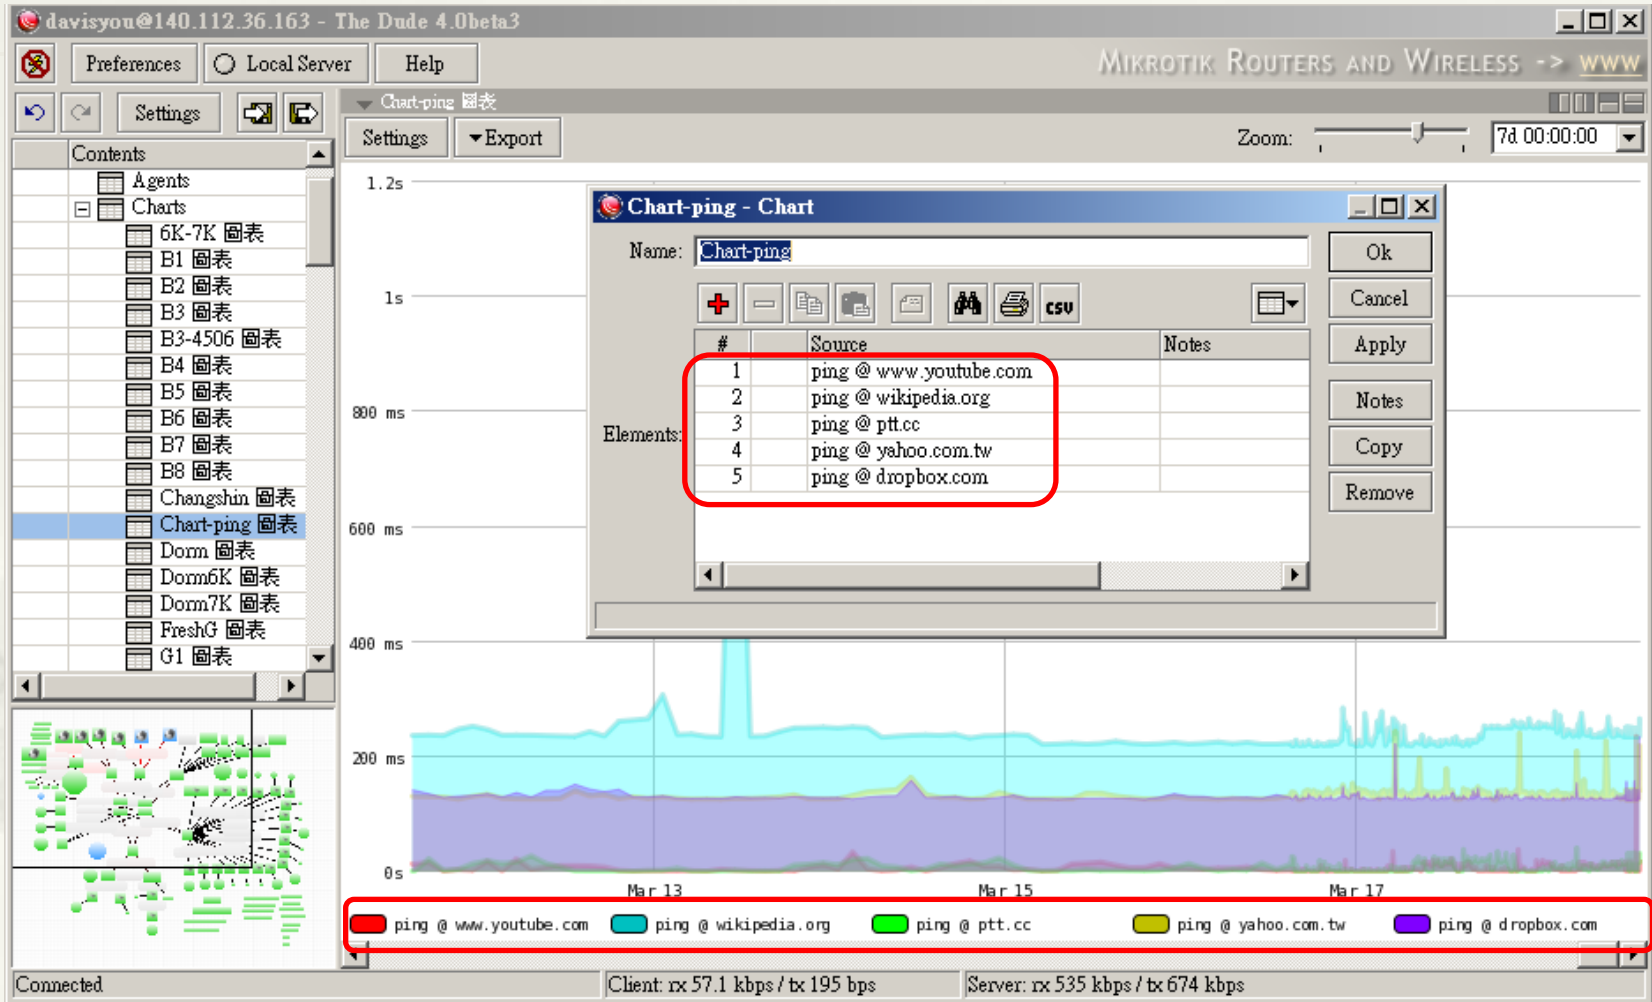 davisyou@140.112.36.163 - The Dude 4.0beta3
Preferences Local Server Help
MIKROTIK ROUTERS AND WIRELESS -> WWW
Settings
Chart-ping 圖表
Settings Export
Zoom: 7d 00:00:00
Contents
Agents
Charts
6K-7K 圖表
B1 圖表
B2 圖表
B3 圖表
B3-4506 圖表
B4 圖表
B5 圖表
B6 圖表
B7 圖表
B8 圖表
Changshin 圖表
Chart-ping 圖表
Dorm 圖表
Dorm6K 圖表
Dorm7K 圖表
FreshG 圖表
G1 圖表
1.2s
1s
800 ms
600 ms
400 ms
200 ms
0s
Mar 13 Mar 15 Mar 17
Chart-ping - Chart
Name: Chart-ping
CSV
# Source Notes
Elements:
1 ping @ www.youtube.com
2 ping @ wikipedia.org
3 ping @ ptt.cc
4 ping @ yahoo.com.tw
5 ping @ dropbox.com
Ok
Cancel
Apply
Notes
Copy
Remove
ping @ www.youtube.com ping @ wikipedia.org ping @ ptt.cc ping @ yahoo.com.tw ping @ dropbox.com
Connected Client: rx 57.1 kbps / tx 195 bps Server: rx 535 kbps / tx 674 kbps